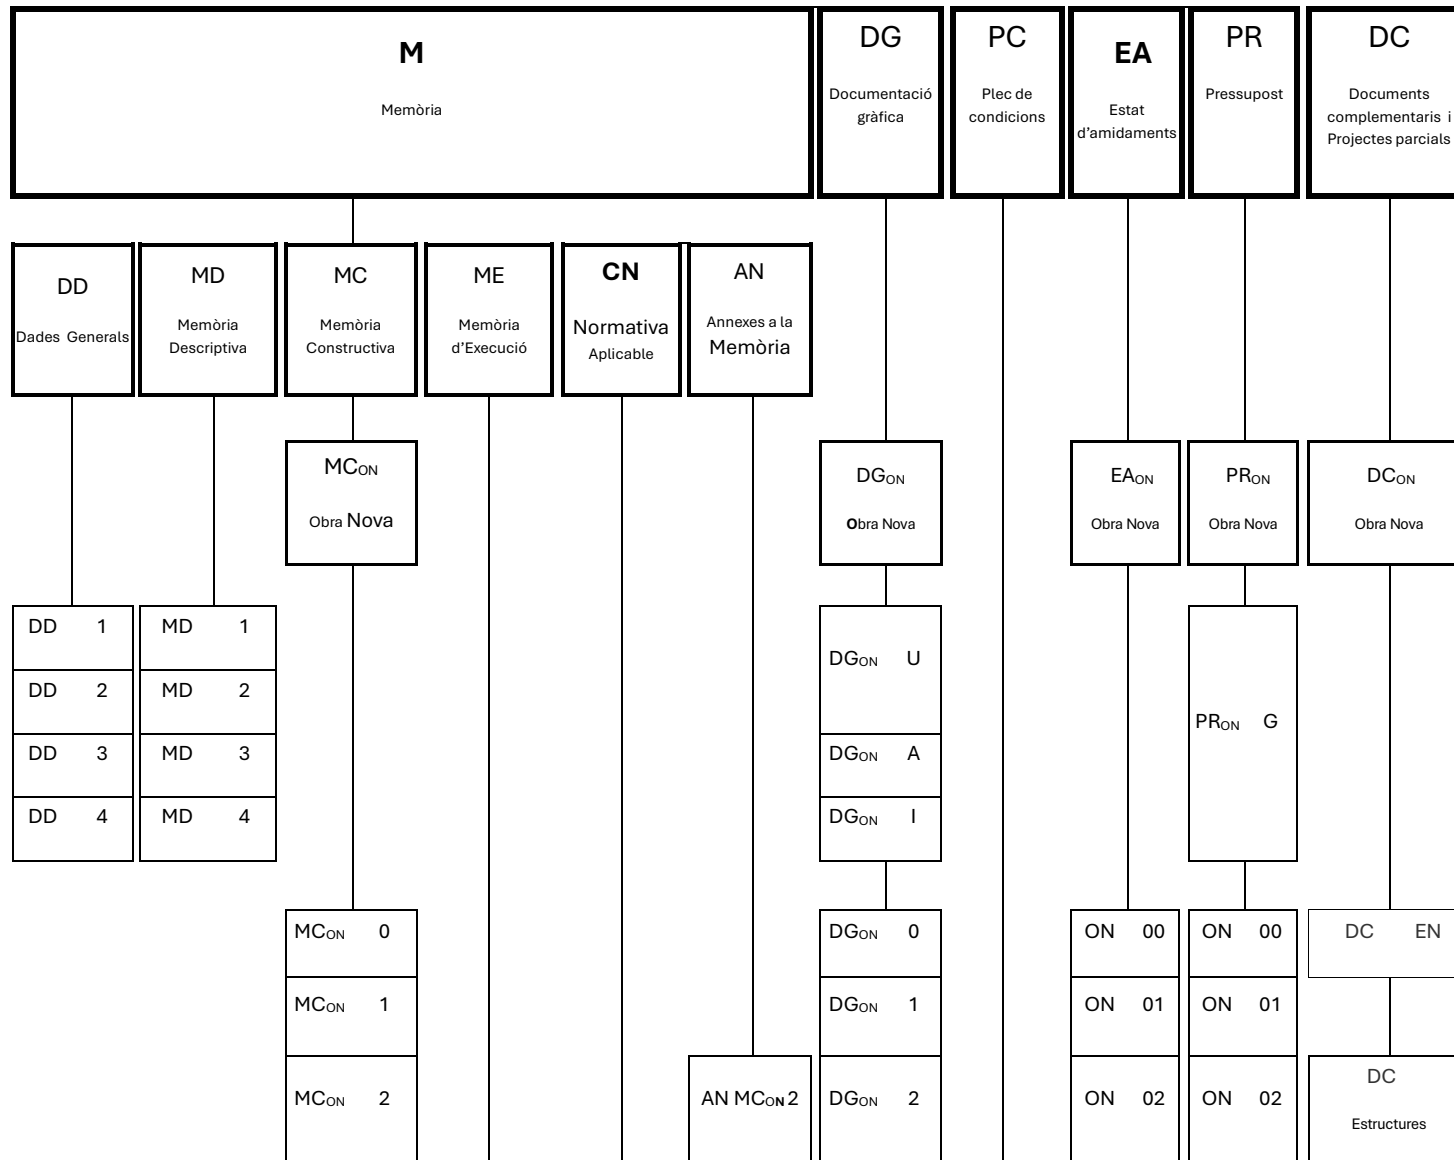 M
Memòria
DG
Documentació
gràfica
PC
Plec de
condicions
EA
Estat
d'amidaments
PR
Pressupost
DC
Documents
complementaris i
Projectes parcials
DD
Dades Generals
MD
Memòria
Descriptiva
MC
Memòria
Constructiva
ME
Memòria
d'Execució
CN
Normativa
Aplicable
AN
Annexes a la
Memòria
MCON
Obra Nova
DGON
Obra Nova
EAON
Obra Nova
PRON
Obra Nova
DCON
Obra Nova
DD 1
DD 2
DD 3
DD 4
MD 1
MD 2
MD 3
MD 4
DGON U
DGON A
DGON I
PRON G
MCON 0
MCON 1
MCON 2
AN MCON 2
DGON 0
DGON 1
DGON 2
ON 00
ON 01
ON 02
ON 00
ON 01
ON 02
DC EN
DC
Estructures